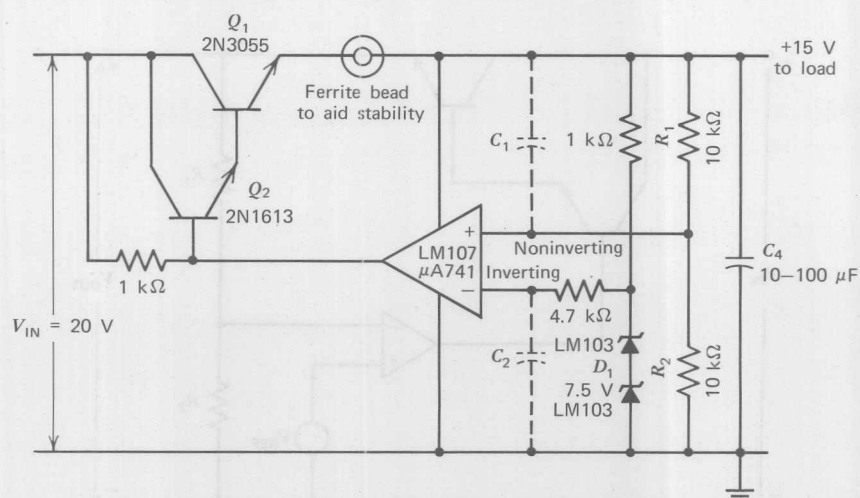 Q1
2N3055
Ferrite bead
to aid stability
+15 V
to load
C1
1 kΩ
R1
10 kΩ
Q2
2N1613
LM107
μA741
+
Noninverting
Inverting
−
C4
10–100 μF
1 kΩ
4.7 kΩ
VIN = 20 V
C2
LM103
D1
7.5 V
LM103
R2
10 kΩ